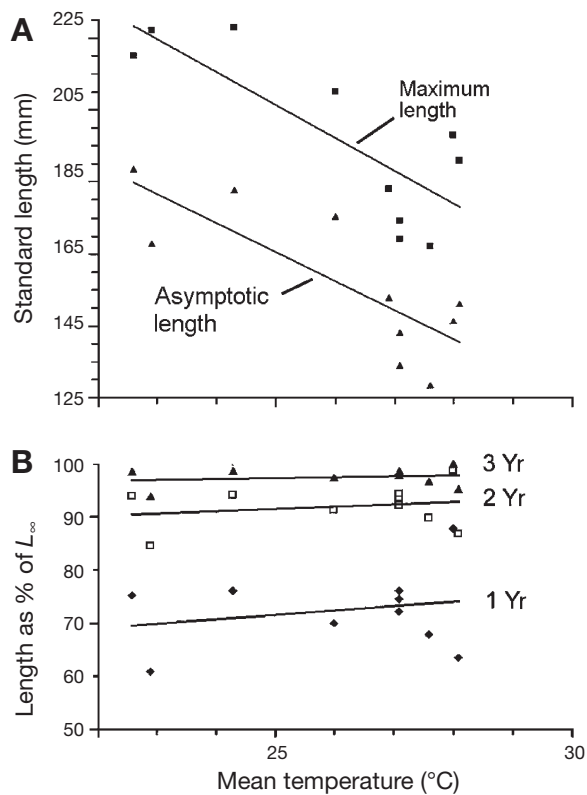 A
Standard length (mm)
225
205
185
165
145
125
Maximum
length
Asymptotic
length
B
Length as % of L∞
100
90
80
70
60
50
3 Yr
2 Yr
1 Yr
25
30
Mean temperature (°C)